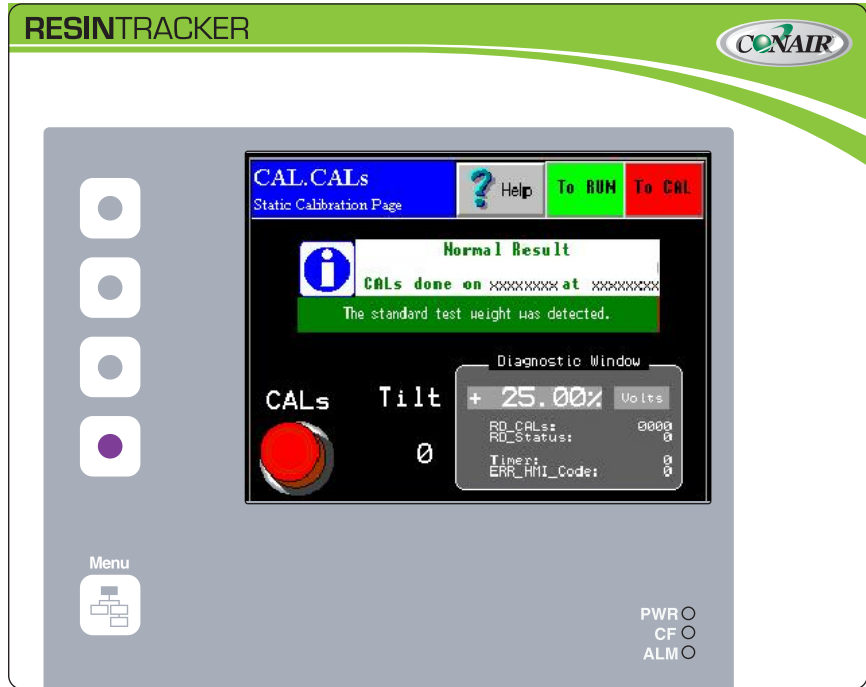 RESINTRACKER
CONAIR
CAL.CALs
Static Calibration Page
Help
To RUN
To CAL
Normal Result
CALs done on xxxxxxxx at xxxxxxxx
The standard test weight was detected.
CALs
Tilt
0
Diagnostic Window
+ 25.00%
Volts
RD_CALs: 0000
RD_Status: 0
Timer: 0
ERR_HMI_Code: 0
Menu
PWR
CF
ALM